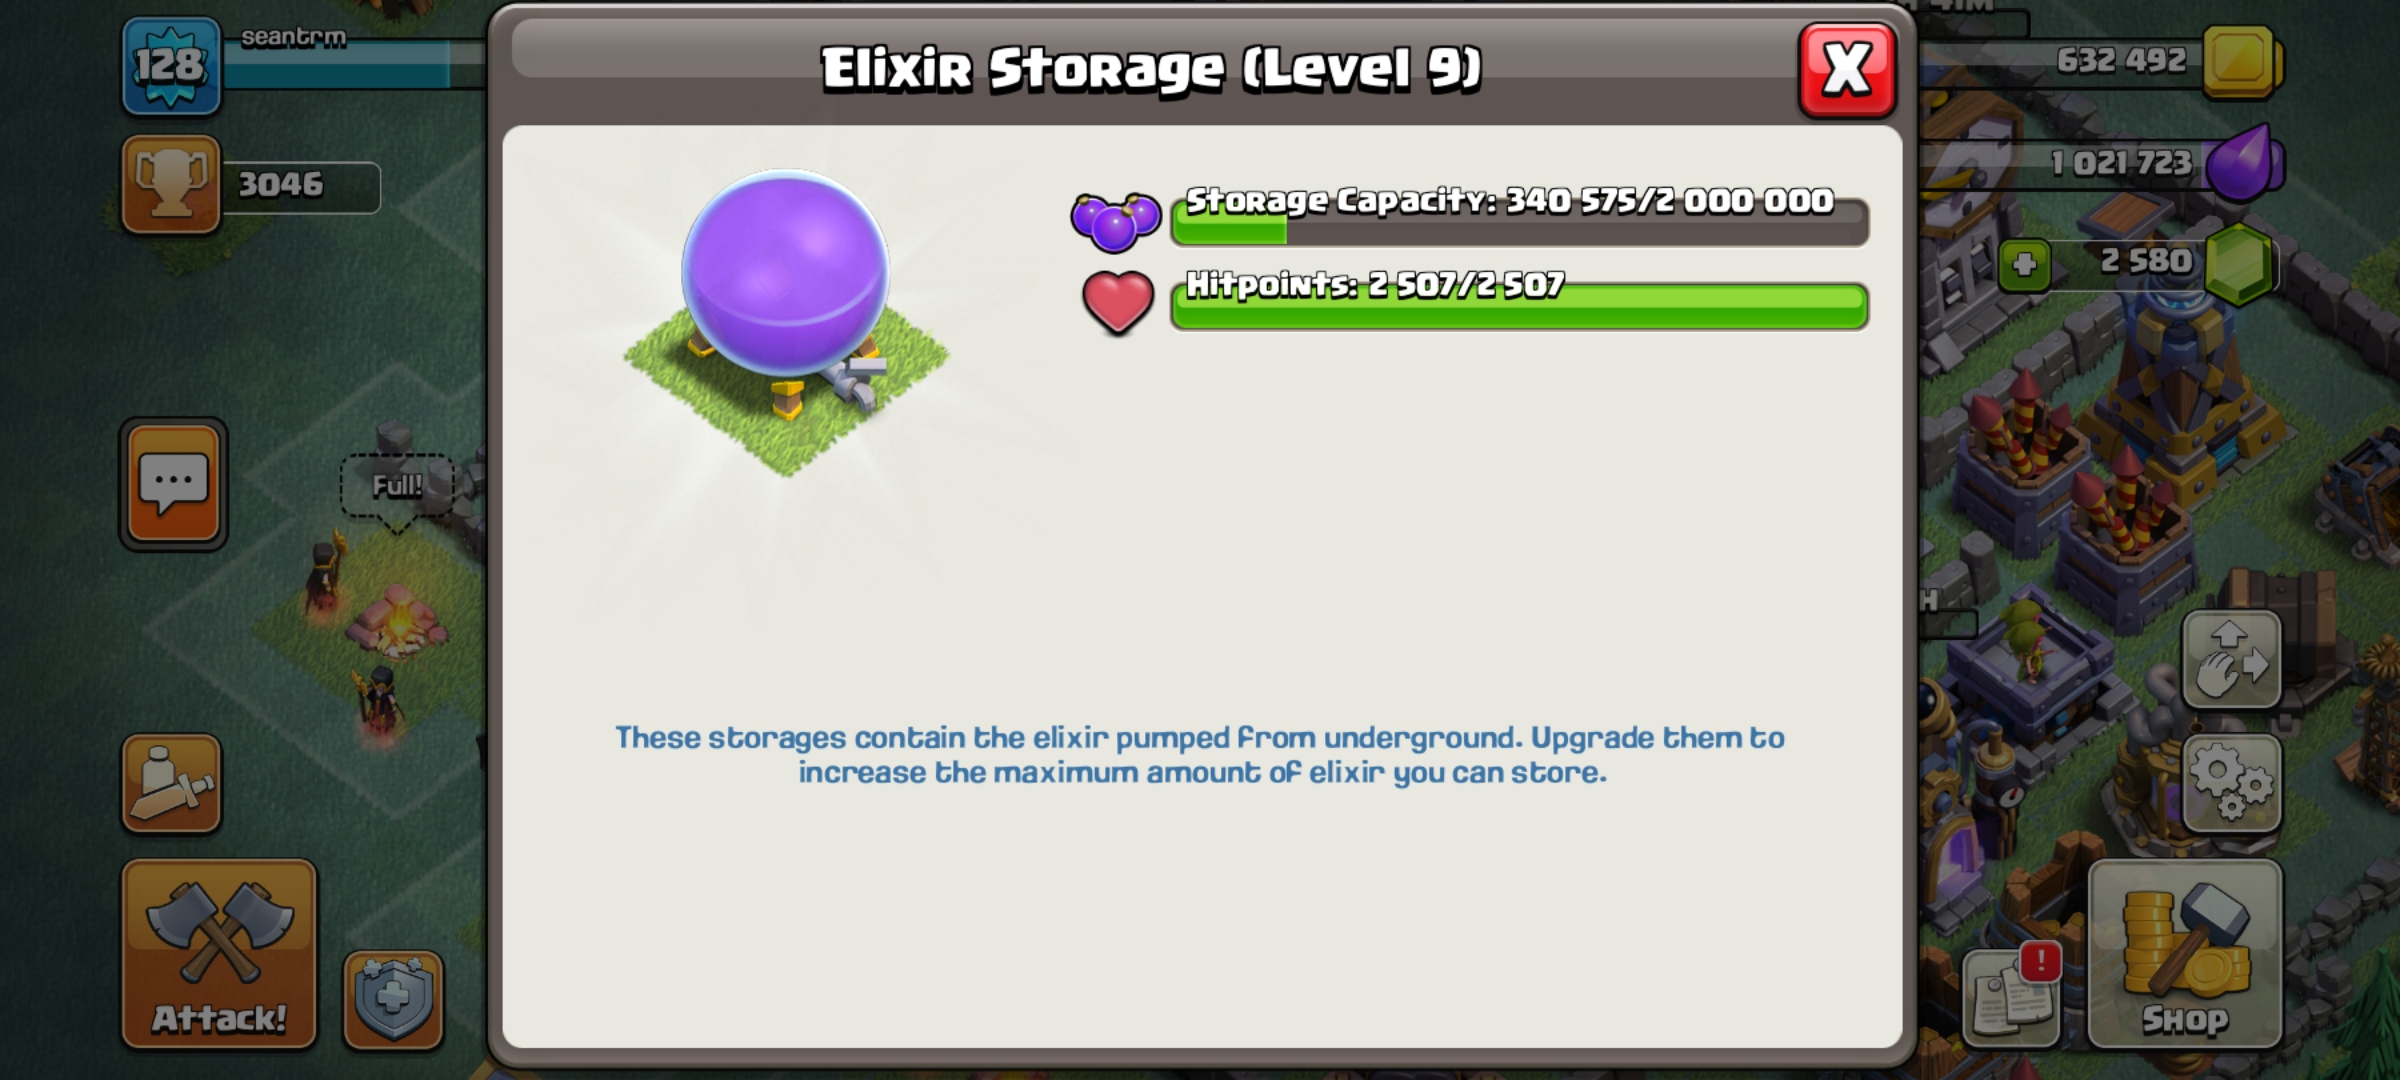 128
seantrm
Elixir Storage (Level 9)
X
632 492
3046
Storage Capacity: 340 575/2 000 000
1 021 723
Hitpoints: 2 507/2 507
2 580
Full!
These storages contain the elixir pumped from underground. Upgrade them to
increase the maximum amount of elixir you can store.
!
Attack!
Shop